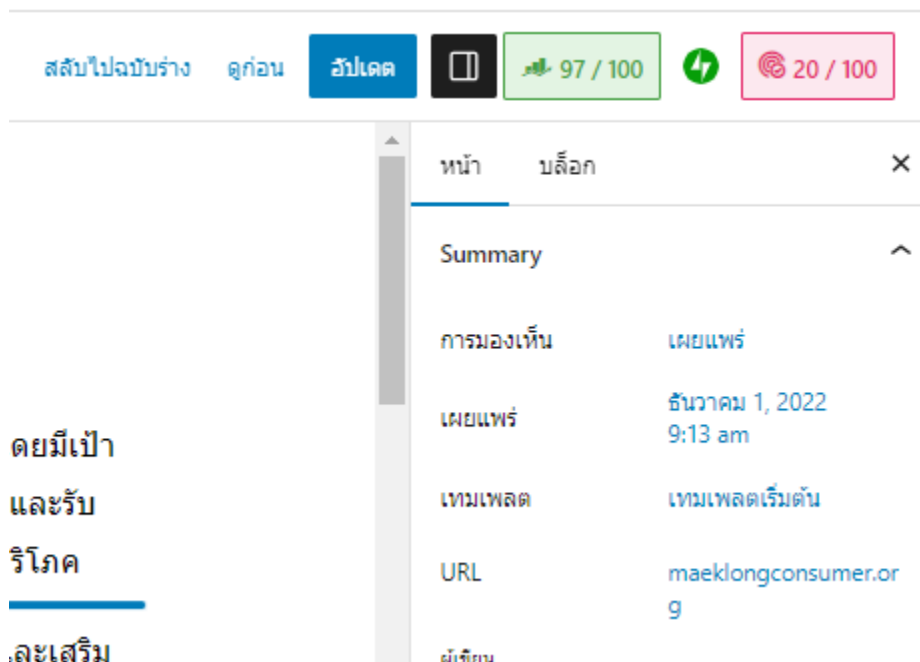 สลับไปฉบับร่าง ดูก่อน อัปเดต 97 / 100 20 / 100
หน้า บล็อก
Summary
การมองเห็น เผยแพร่
เผยแพร่ ธันวาคม 1, 2022
9:13 am
เทมเพลต เทมเพลตเริ่มต้น
URL maeklongconsumer.or
g
ผู้เขียน
ดยมีเป้า
และรับ
ริโภค
ละเสริม